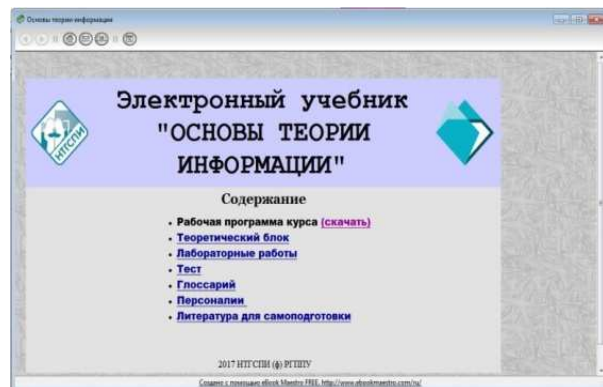 Основы теории информации
Электронный учебник
"ОСНОВЫ ТЕОРИИ
ИНФОРМАЦИИ"
НТГСПИ
Содержание
• Рабочая программа курса (скачать)
• Теоретический блок
• Лабораторные работы
• Тест
• Глоссарий
• Персоналии
• Литература для самоподготовки
2017 НТГСПИ (ф) РГППУ
Создано с помощью eBook Maestro FREE, http://www.ebookmaestro.com/ru/